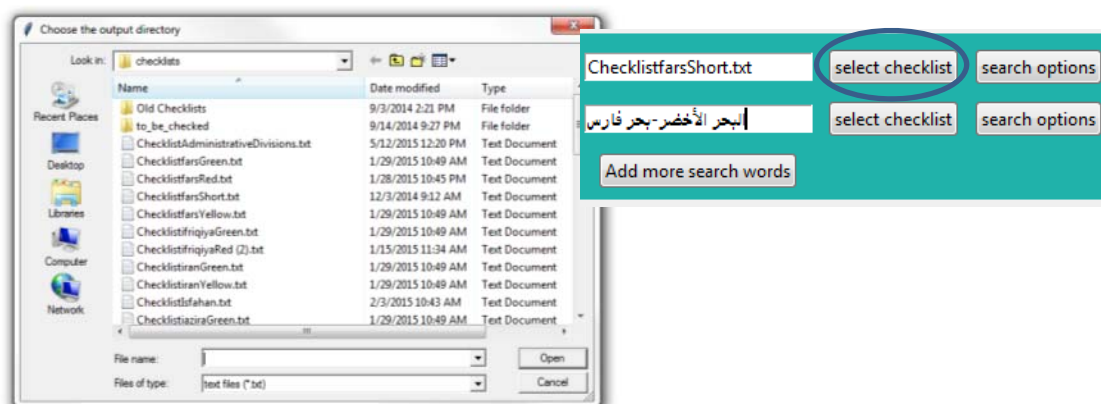 Choose the output directory
Look in: checklists
Name Date modified Type
Old Checklists 9/3/2014 2:21 PM File folder
to_be_checked 9/14/2014 9:27 PM File folder
ChecklistAdministrativeDivisions.txt 5/12/2015 12:20 PM Text Document
ChecklistfarsGreen.txt 1/29/2015 10:49 AM Text Document
ChecklistfarsRed.txt 1/28/2015 10:45 PM Text Document
ChecklistfarsShort.txt 12/3/2014 9:12 AM Text Document
ChecklistfarsYellow.txt 1/29/2015 10:49 AM Text Document
ChecklistifriqiyaGreen.txt 1/29/2015 10:49 AM Text Document
ChecklistifriqiyaRed (2).txt 1/15/2015 11:34 AM Text Document
ChecklistiranGreen.txt 1/29/2015 10:49 AM Text Document
ChecklistiranYellow.txt 1/29/2015 10:49 AM Text Document
ChecklistIsfahan.txt 2/3/2015 10:43 AM Text Document
ChecklistjaziraGreen.txt 1/29/2015 10:49 AM Text Document
Recent Places
Desktop
Libraries
Computer
Network
File name: Open
Files of type: text files (*.txt) Cancel
ChecklistfarsShort.txt select checklist search options
البحر الأخضر-بحر فارس select checklist search options
Add more search words